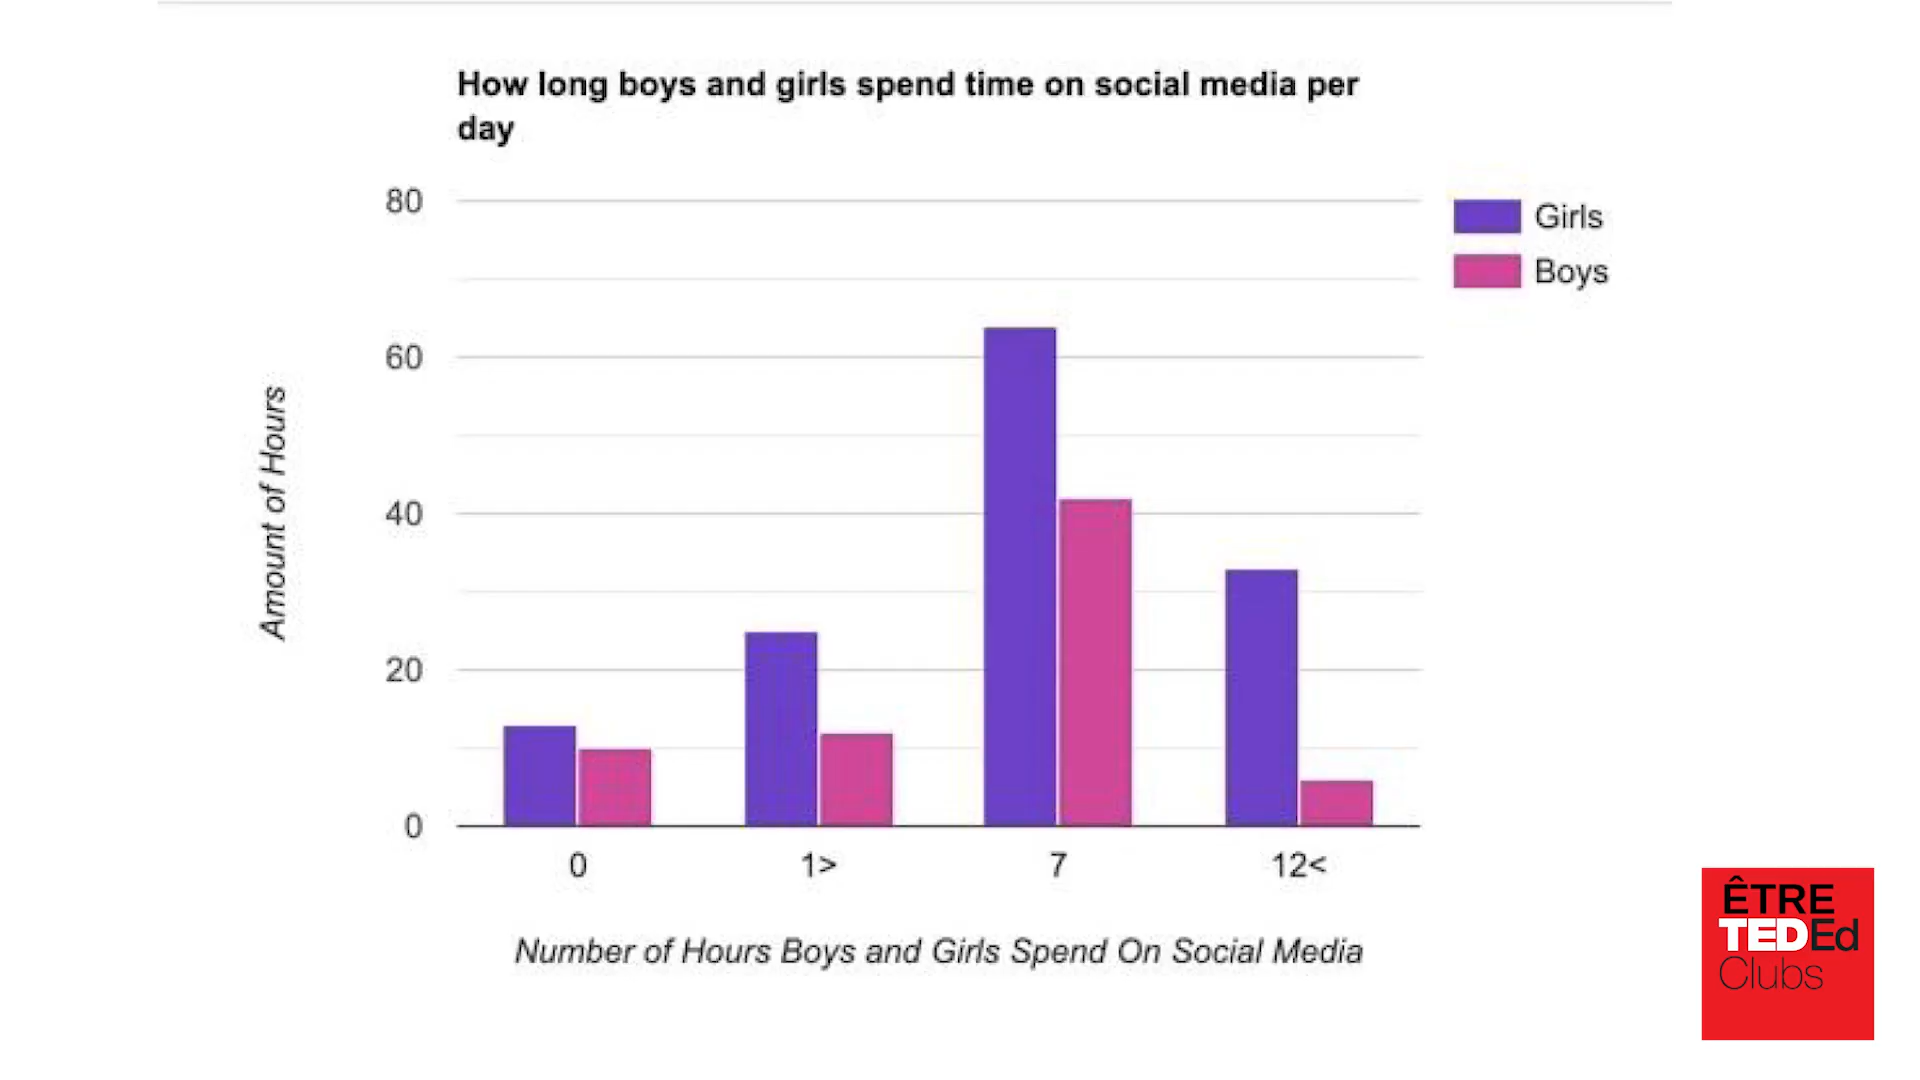 How long boys and girls spend time on social media per
day
80
60
40
20
0
Amount of Hours
0
1>
7
12<
Number of Hours Boys and Girls Spend On Social Media
Girls
Boys
ÊTRE
TEDEd
Clubs